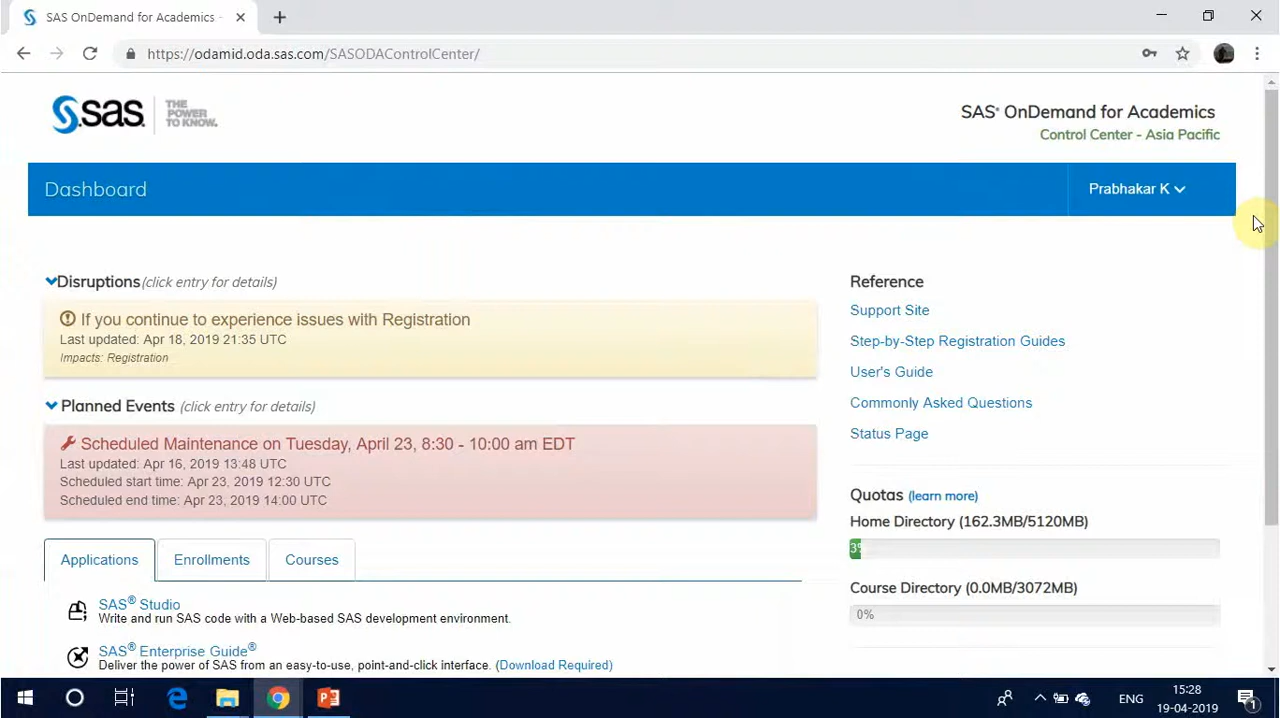 SAS OnDemand for Academics -
https://odamid.oda.sas.com/SASODAControlCenter/
sas. THE POWER TO KNOW.
SAS® OnDemand for Academics
Control Center - Asia Pacific
Dashboard
Prabhakar K
Disruptions (click entry for details)
If you continue to experience issues with Registration
Last updated: Apr 18, 2019 21:35 UTC
Impacts: Registration
Planned Events (click entry for details)
Scheduled Maintenance on Tuesday, April 23, 8:30 - 10:00 am EDT
Last updated: Apr 16, 2019 13:48 UTC
Scheduled start time: Apr 23, 2019 12:30 UTC
Scheduled end time: Apr 23, 2019 14:00 UTC
Applications Enrollments Courses
SAS® Studio
Write and run SAS code with a Web-based SAS development environment.
SAS® Enterprise Guide®
Deliver the power of SAS from an easy-to-use, point-and-click interface. (Download Required)
Reference
Support Site
Step-by-Step Registration Guides
User's Guide
Commonly Asked Questions
Status Page
Quotas (learn more)
Home Directory (162.3MB/5120MB)
3%
Course Directory (0.0MB/3072MB)
0%
ENG
15:28
19-04-2019
1